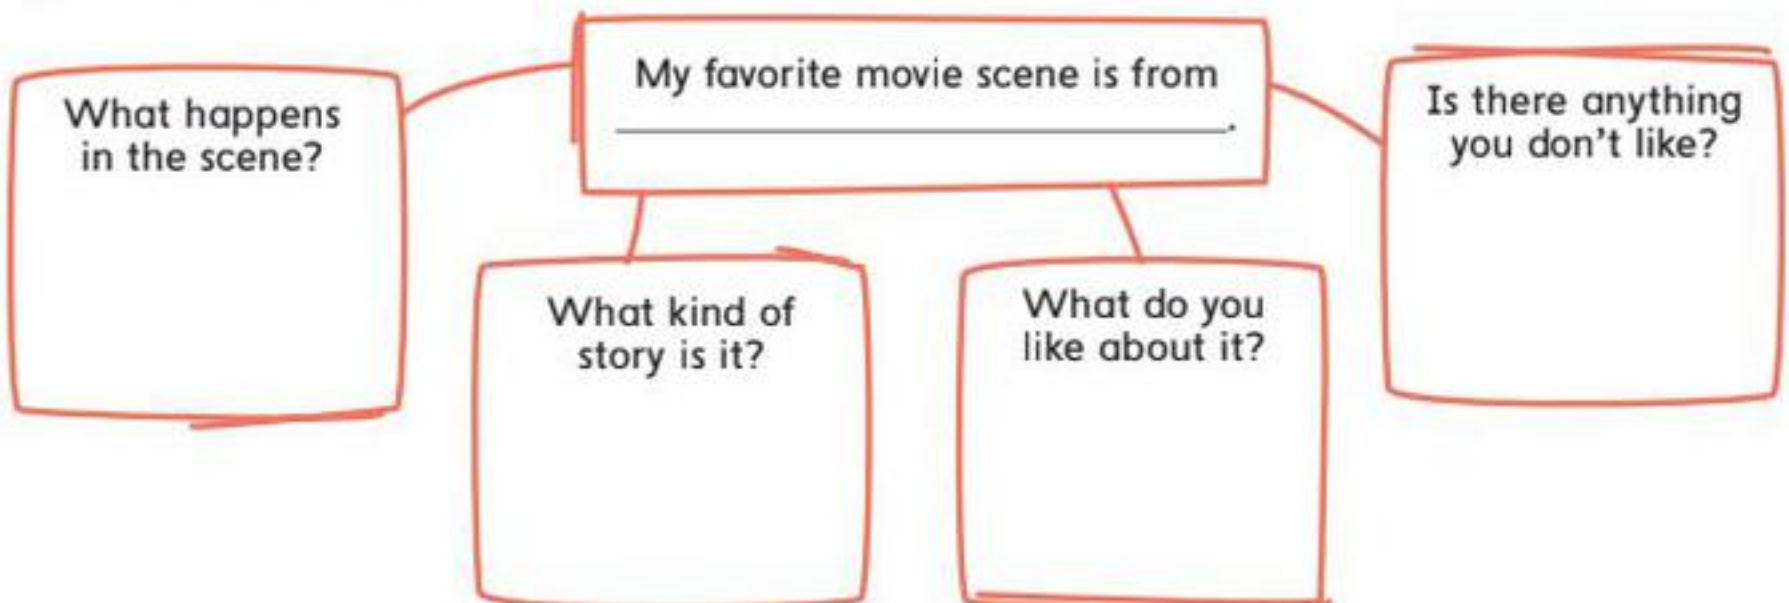 My favorite movie scene is from
.
What happens
in the scene?
What kind of
story is it?
What do you
like about it?
Is there anything
you don't like?